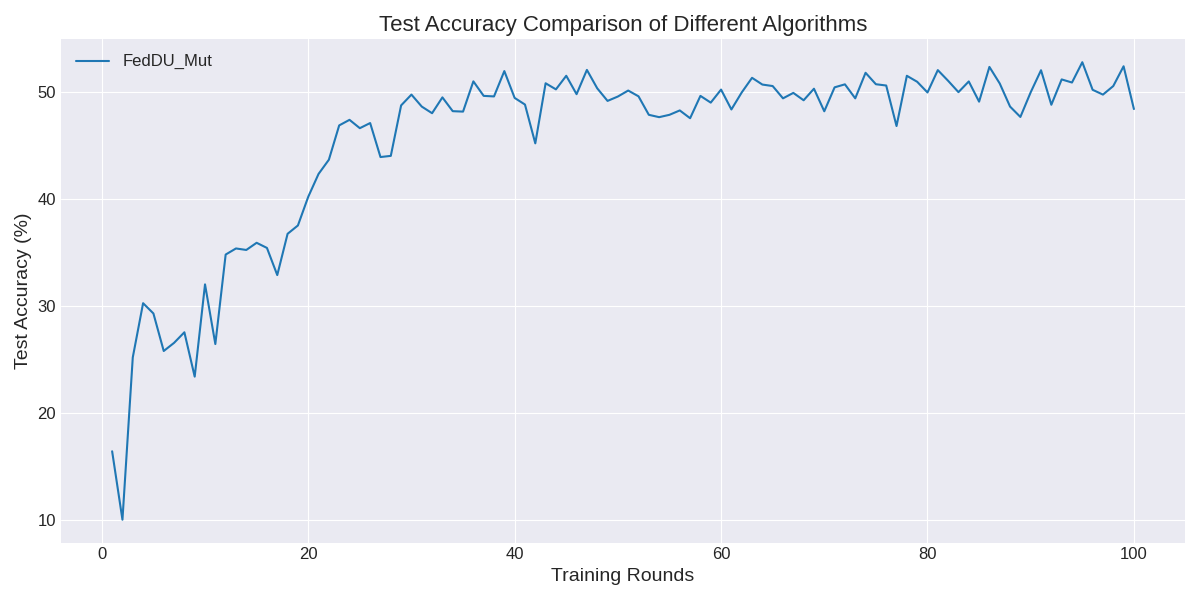 Test Accuracy Comparison of Different Algorithms
FedDU_Mut
Test Accuracy (%)
50
40
30
20
10
0 20 40 60 80 100
Training Rounds